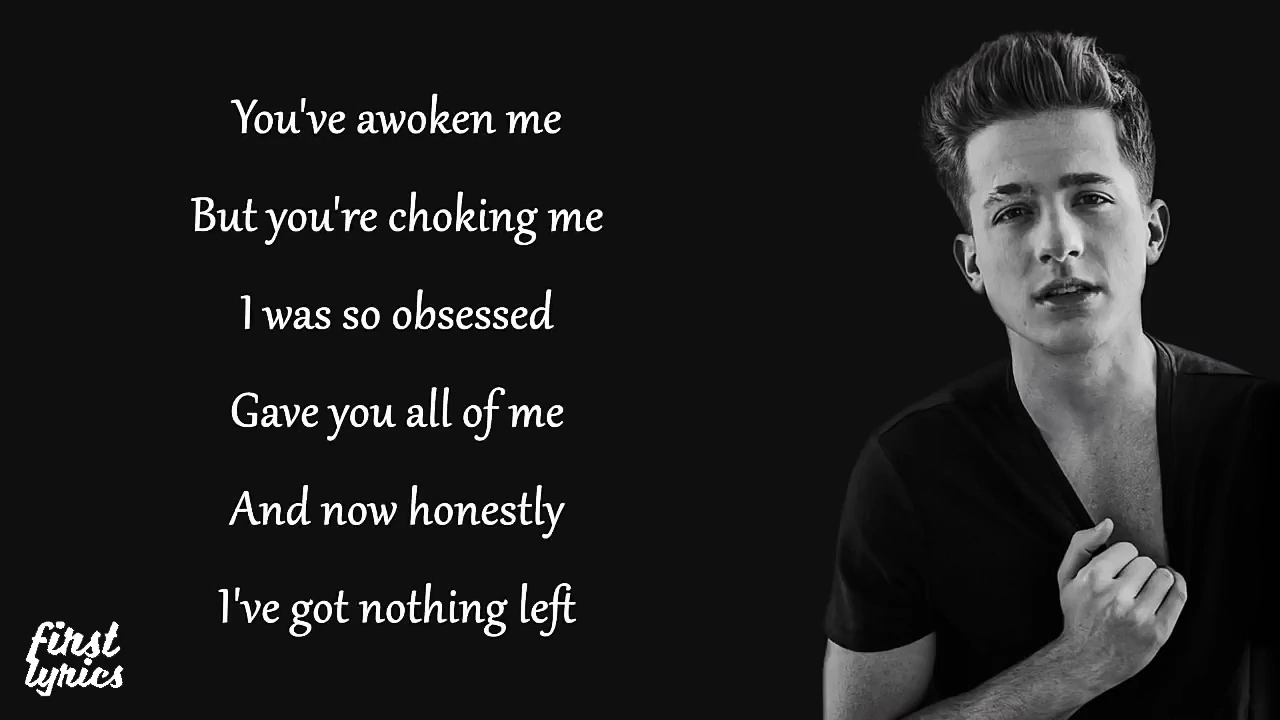 You've awoken me
But you're choking me
I was so obsessed
Gave you all of me
And now honestly
I've got nothing left
first
lyrics